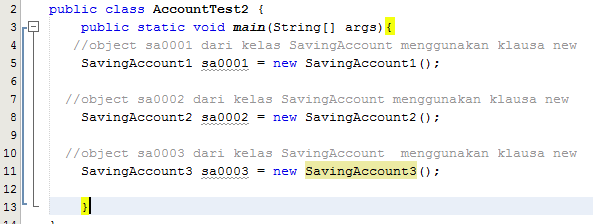 2 public class AccountTest2 {
3 public static void main(String[] args){
4 //object sa0001 dari kelas SavingAccount menggunakan klausa new
5 SavingAccount1 sa0001 = new SavingAccount1();
6
7 //object sa0002 dari kelas SavingAccount menggunakan klausa new
8 SavingAccount2 sa0002 = new SavingAccount2();
9
10 //object sa0003 dari kelas SavingAccount  menggunakan klausa new
11 SavingAccount3 sa0003 = new SavingAccount3();
12
13 }